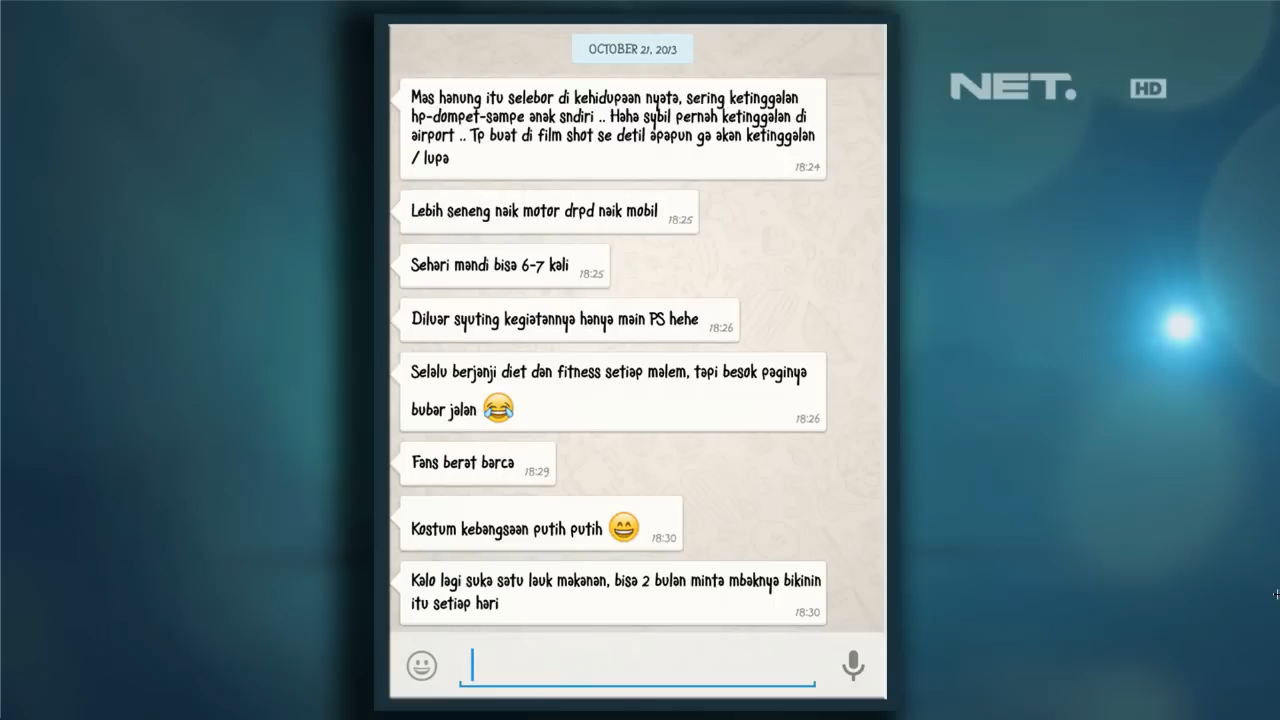 OCTOBER 21, 2013
NET.
HD
Mas hanung itu selebor di kehidupaan nyata, sering ketinggalan
hp-dompet-sampe anak sndiri .. Haha sybil pernah ketinggalan di
airport .. Tp buat di film shot se detil apapun ga akan ketinggalan
/ lupa
18:24
Lebih seneng naik motor drpd naik mobil
18:25
Sehari mandi bisa 6-7 kali
18:25
Diluar syuting kegiatannya hanya main PS hehe
18:26
Selalu berjanji diet dan fitness setiap malem, tapi besok paginya
bubar jalan 😂
18:26
Fans berat barca
18:29
Kostum kebangsaan putih putih 😄
18:30
Kalo lagi suka satu lauk makanan, bisa 2 bulan minta mbaknya bikinin
itu setiap hari
18:30